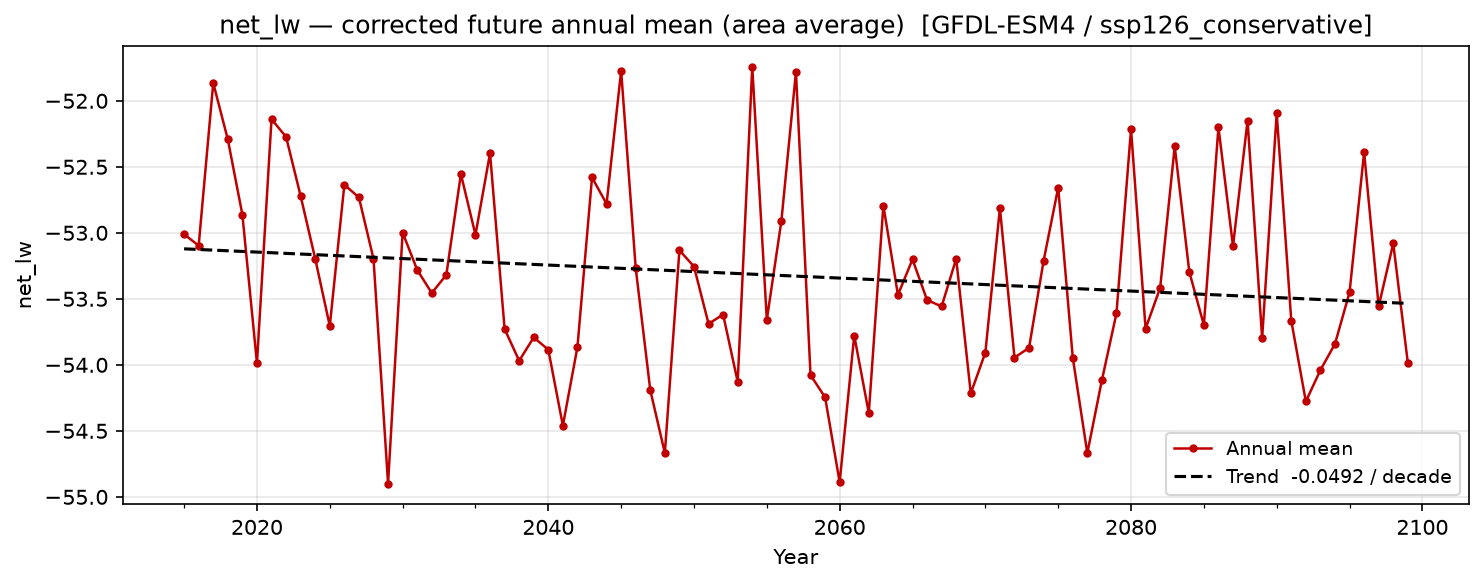 net_lw — corrected future annual mean (area average)  [GFDL-ESM4 / ssp126_conservative]
−52.0
−52.5
−53.0
−53.5
−54.0
−54.5
−55.0
net_lw
Annual mean
Trend  -0.0492 / decade
2020
2040
2060
2080
2100
Year